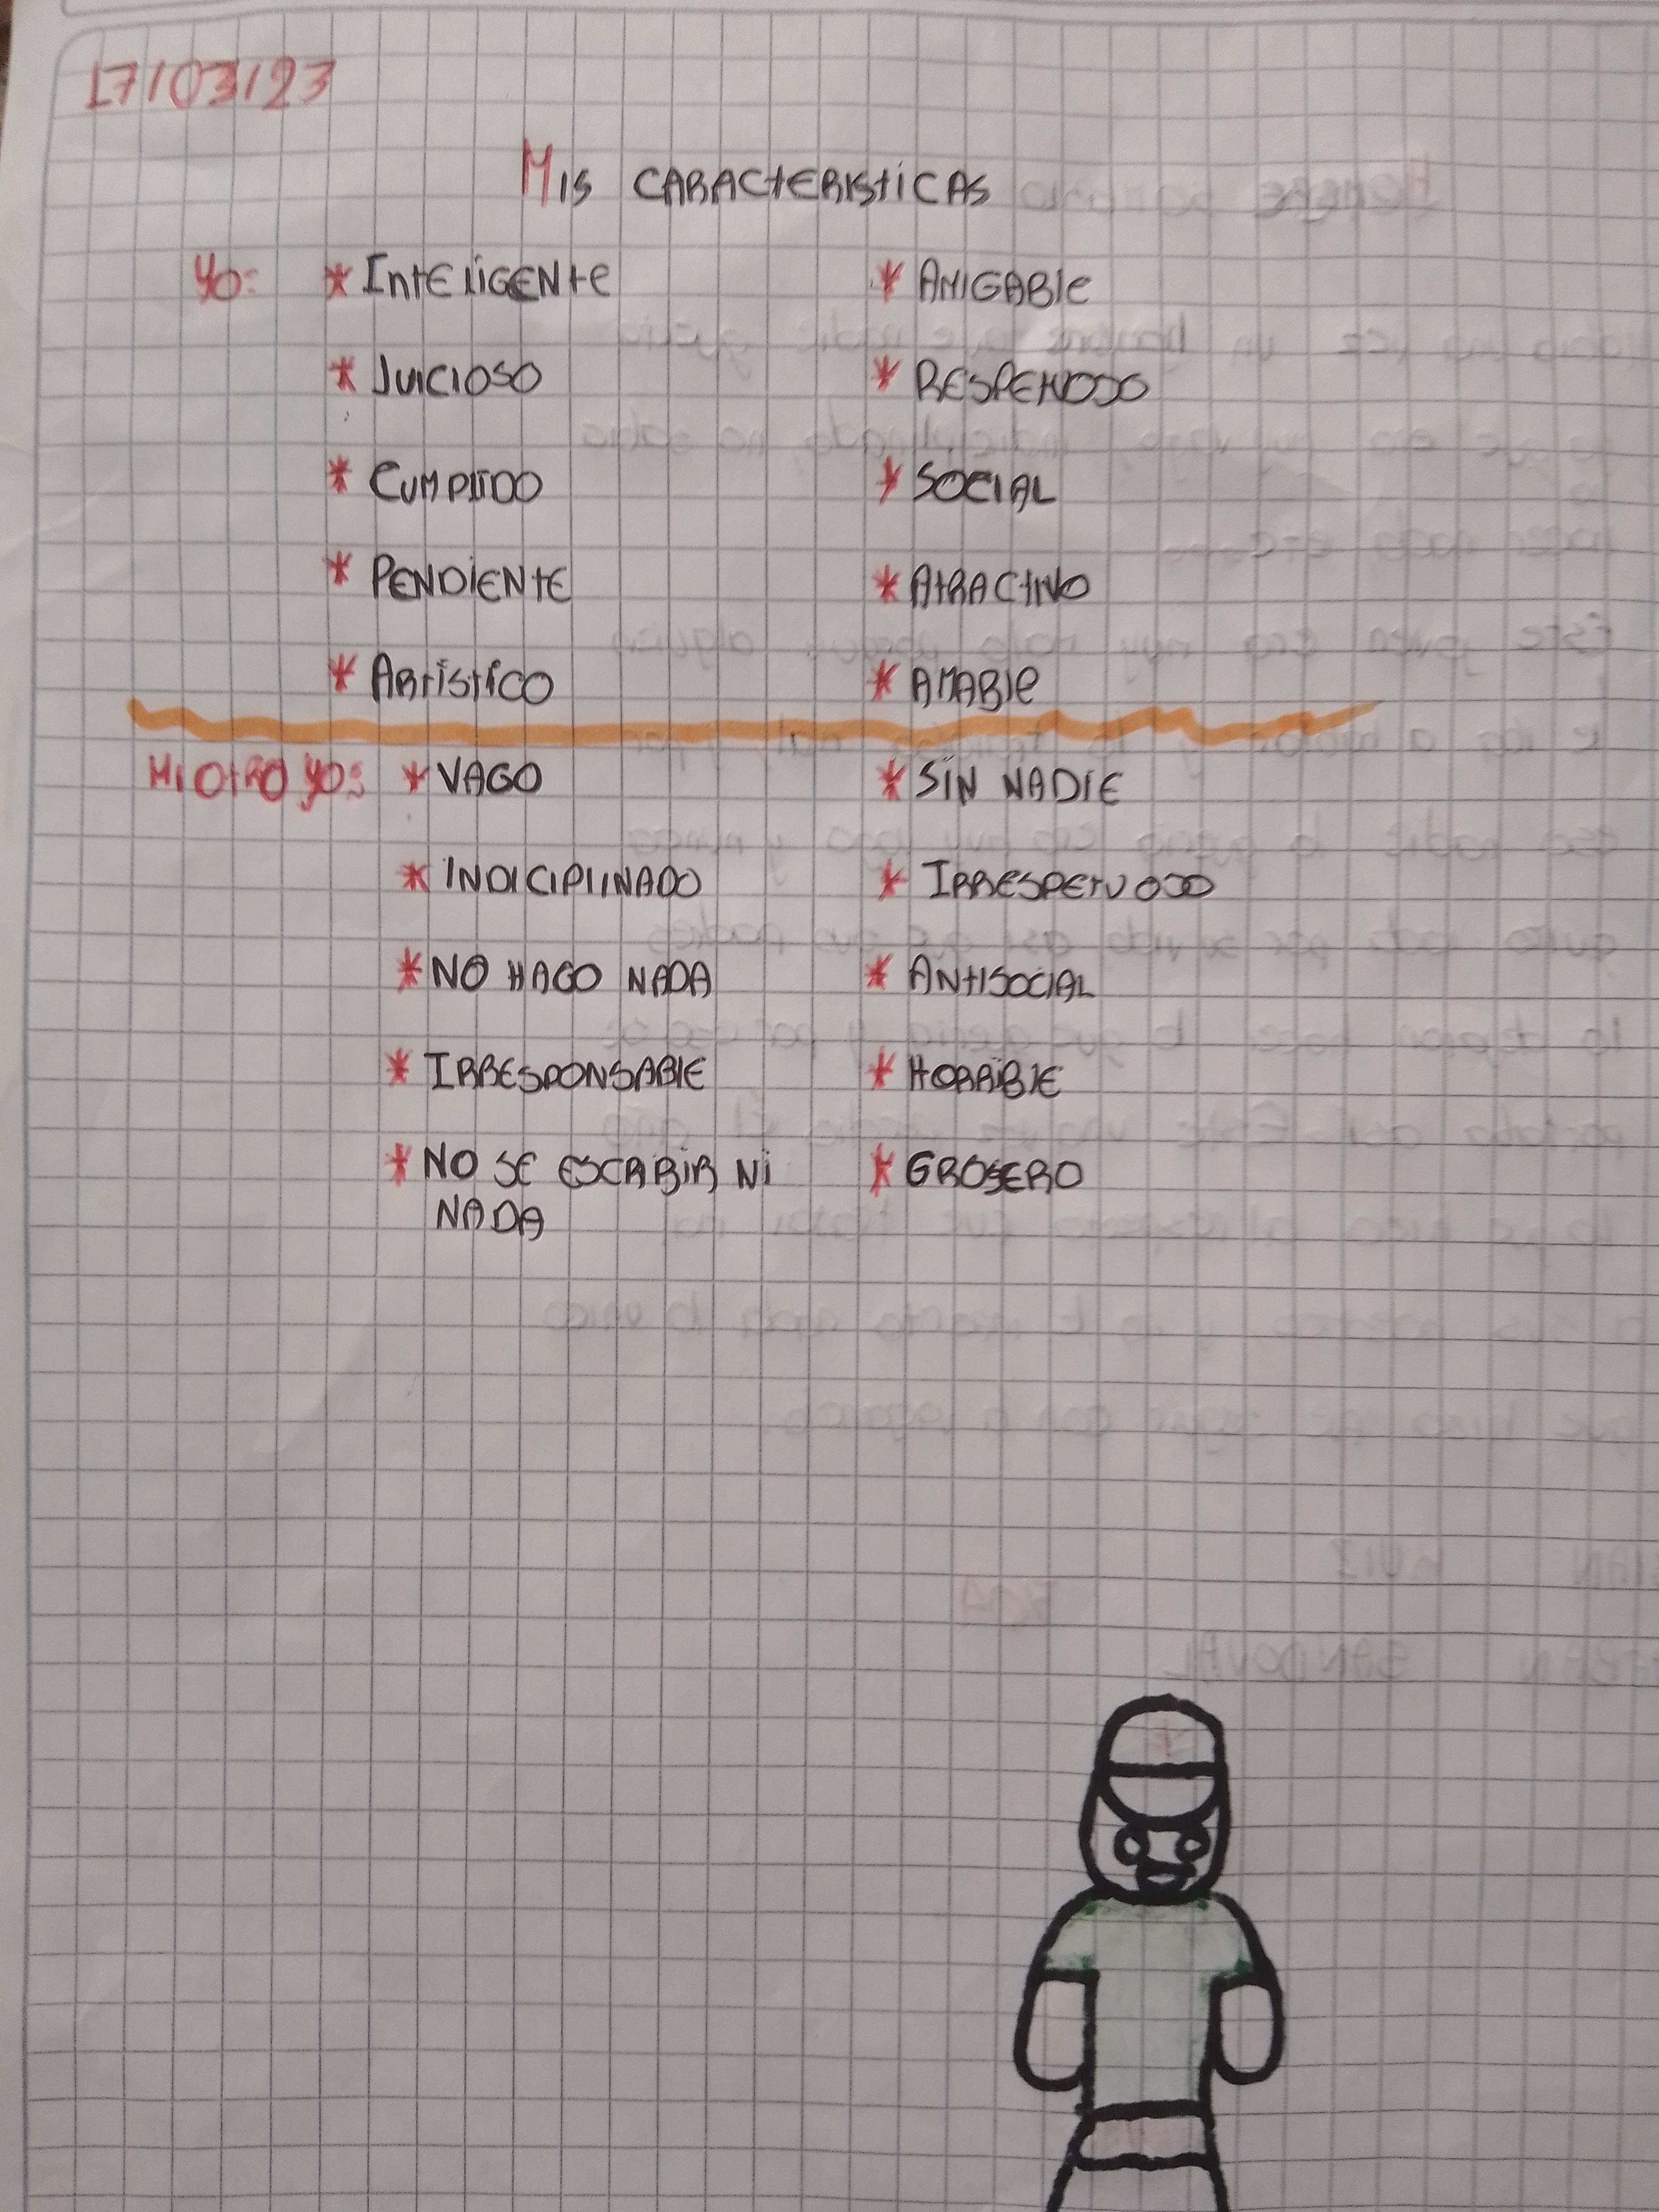 17/03/23
Mis CARACTERISTICAS
Yo: * InteligENte * AMIGABle
* Juicioso * RESPETUOSO
* CUMPLIDO * SOCIAL
* PENDIENTE * ATRACTIVO
* Artistico * AMABle
Mi OtRO yo: * VAGO * SIN NADIE
* INDICIPLINADO * IRRESPETUOSO
* NO HAGO NADA * ANTISOCIAL
* IRRESPONSABLE * HORRIBLE
* NO SE ESCRIBIR Ni * GROSERO
NADA